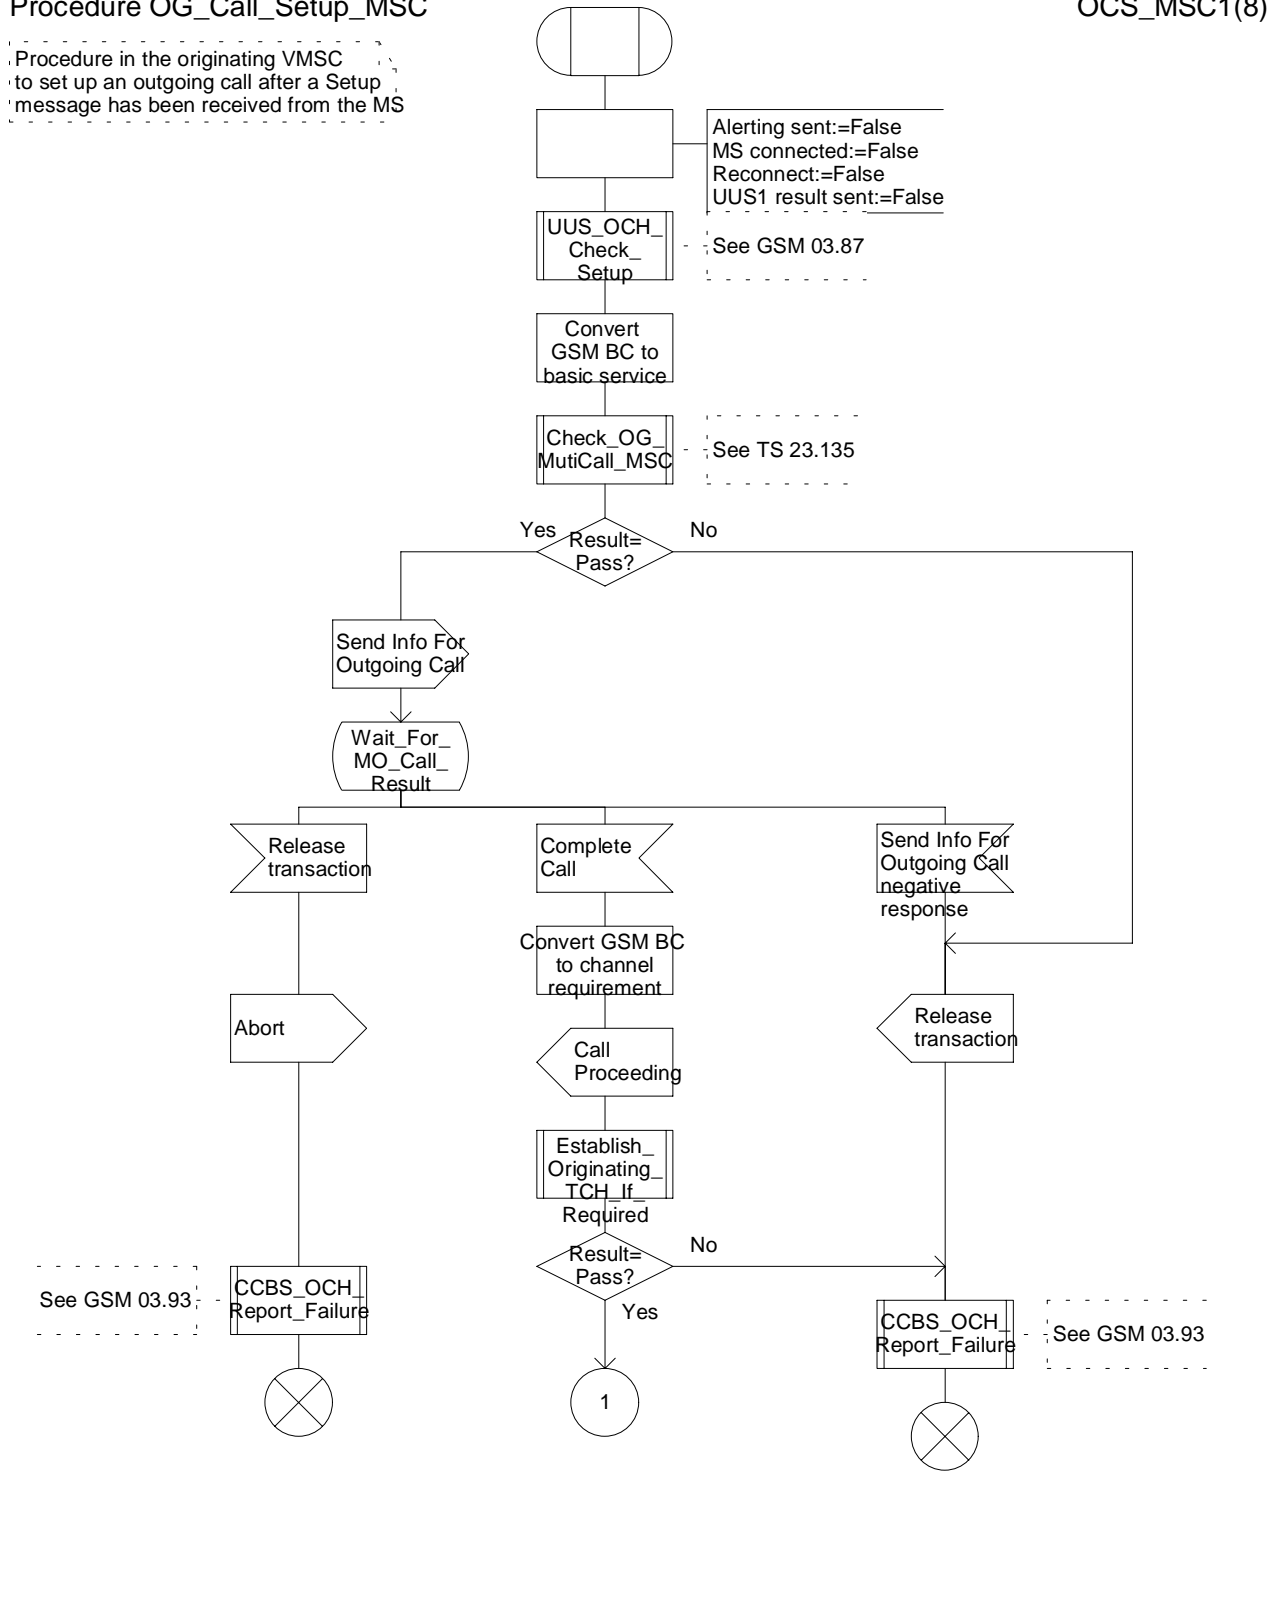 Procedure OG_Call_Setup_MSC
OCS_MSC1(8)
Procedure in the originating VMSC
to set up an outgoing call after a Setup
message has been received from the MS
Alerting sent:=False
MS connected:=False
Reconnect:=False
UUS1 result sent:=False
UUS_OCH_
Check_
Setup
See GSM 03.87
Convert
GSM BC to
basic service
Check_OG_
MutiCall_MSC
See TS 23.135
Yes
Result=
Pass?
No
Send Info For
Outgoing Call
Wait_For_
MO_Call_
Result
Release
transaction
Complete
Call
Send Info For
Outgoing Call
negative
response
Convert GSM BC
to channel
requirement
Abort
Call
Proceeding
Release
transaction
Establish_
Originating_
TCH_If_
Required
Result=
Pass?
No
Yes
See GSM 03.93
CCBS_OCH_
Report_Failure
CCBS_OCH_
Report_Failure
See GSM 03.93
1